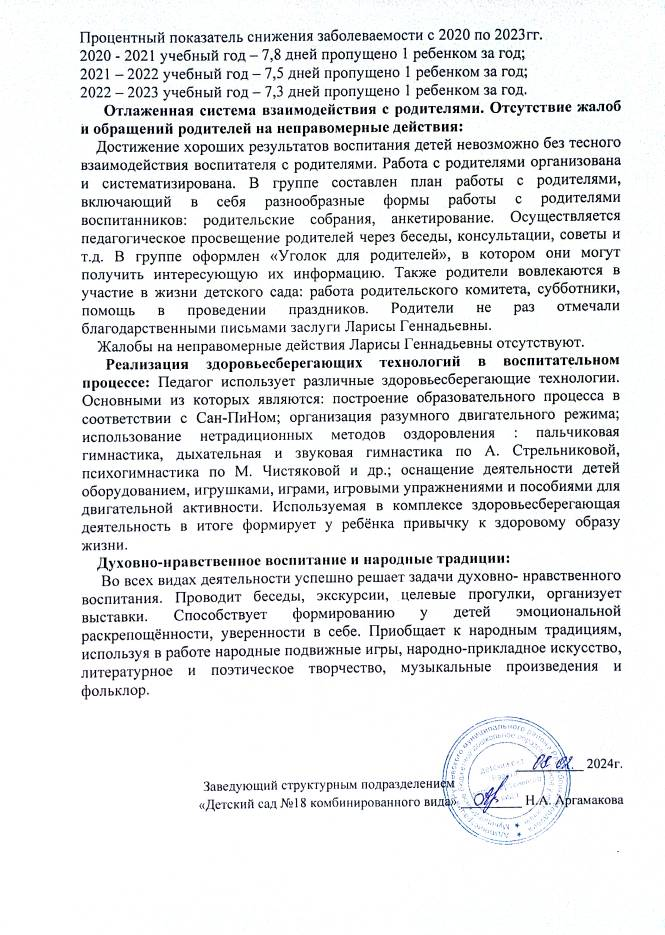 Процентный показатель снижения заболеваемости с 2020 по 2023гг.
2020 - 2021 учебный год – 7,8 дней пропущено 1 ребенком за год;
2021 – 2022 учебный год – 7,5 дней пропущено 1 ребенком за год;
2022 – 2023 учебный год – 7,3 дней пропущено 1 ребенком за год.
Отлаженная система взаимодействия с родителями. Отсутствие жалоб
и обращений родителей на неправомерные действия:
Достижение хороших результатов воспитания детей невозможно без тесного
взаимодействия воспитателя с родителями. Работа с родителями организована
и систематизирована. В группе составлен план работы с родителями,
включающий в себя разнообразные формы работы с родителями
воспитанников: родительские собрания, анкетирование. Осуществляется
педагогическое просвещение родителей через беседы, консультации, советы и
т.д. В группе оформлен «Уголок для родителей», в котором они могут
получить интересующую их информацию. Также родители вовлекаются в
участие в жизни детского сада: работа родительского комитета, субботники,
помощь в проведении праздников. Родители не раз отмечали
благодарственными письмами заслуги Ларисы Геннадьевны.
Жалобы на неправомерные действия Ларисы Геннадьевны отсутствуют.
Реализация здоровьесберегающих технологий в воспитательном
процессе: Педагог использует различные здоровьесберегающие технологии.
Основными из которых являются: построение образовательного процесса в
соответствии с Сан-ПиНом; организация разумного двигательного режима;
использование нетрадиционных методов оздоровления : пальчиковая
гимнастика, дыхательная и звуковая гимнастика по А. Стрельниковой,
психогимнастика по М. Чистяковой и др.; оснащение деятельности детей
оборудованием, игрушками, играми, игровыми упражнениями и пособиями для
двигательной активности. Используемая в комплексе здоровьесберегающая
деятельность в итоге формирует у ребёнка привычку к здоровому образу
жизни.
Духовно-нравственное воспитание и народные традиции:
Во всех видах деятельности успешно решает задачи духовно- нравственного
воспитания. Проводит беседы, экскурсии, целевые прогулки, организует
выставки. Способствует формированию у детей эмоциональной
раскрепощённости, уверенности в себе. Приобщает к народным традициям,
используя в работе народные подвижные игры, народно-прикладное искусство,
литературное и поэтическое творчество, музыкальные произведения и
фольклор.
2024г.
Заведующий структурным подразделением
«Детский сад №18 комбинированного вида» Н.А. Аргамакова